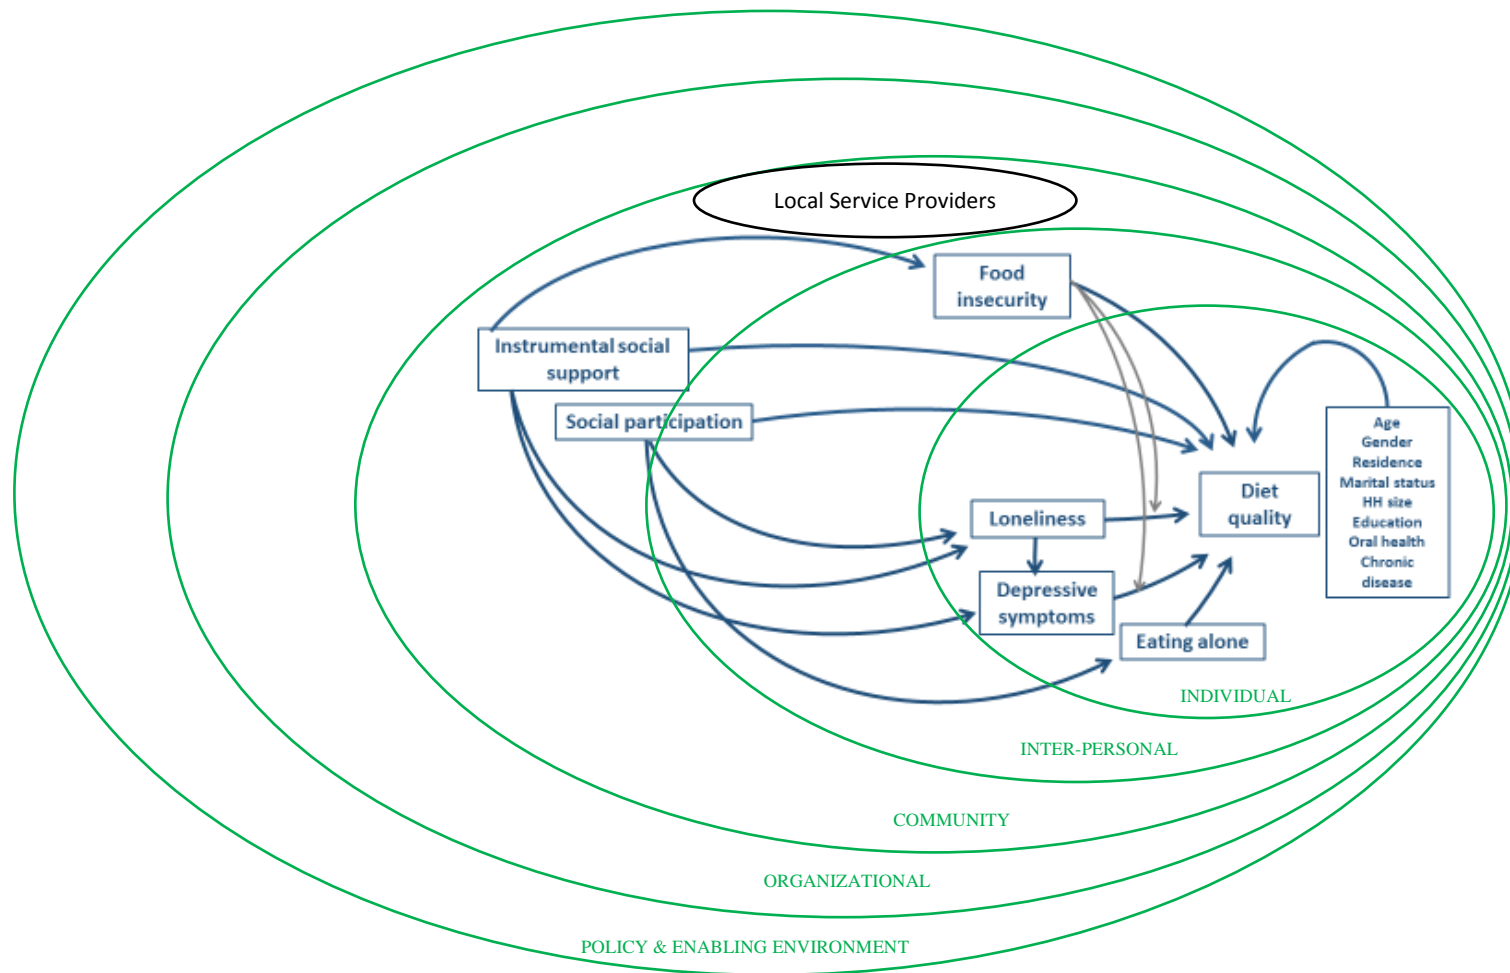 Local Service Providers
Food
insecurity
Instrumental social
support
Social participation
Age
Gender
Residence
Marital status
HH size
Education
Oral health
Chronic
disease
Diet
quality
Loneliness
Depressive
symptoms
Eating alone
INDIVIDUAL
INTER-PERSONAL
COMMUNITY
ORGANIZATIONAL
POLICY & ENABLING ENVIRONMENT